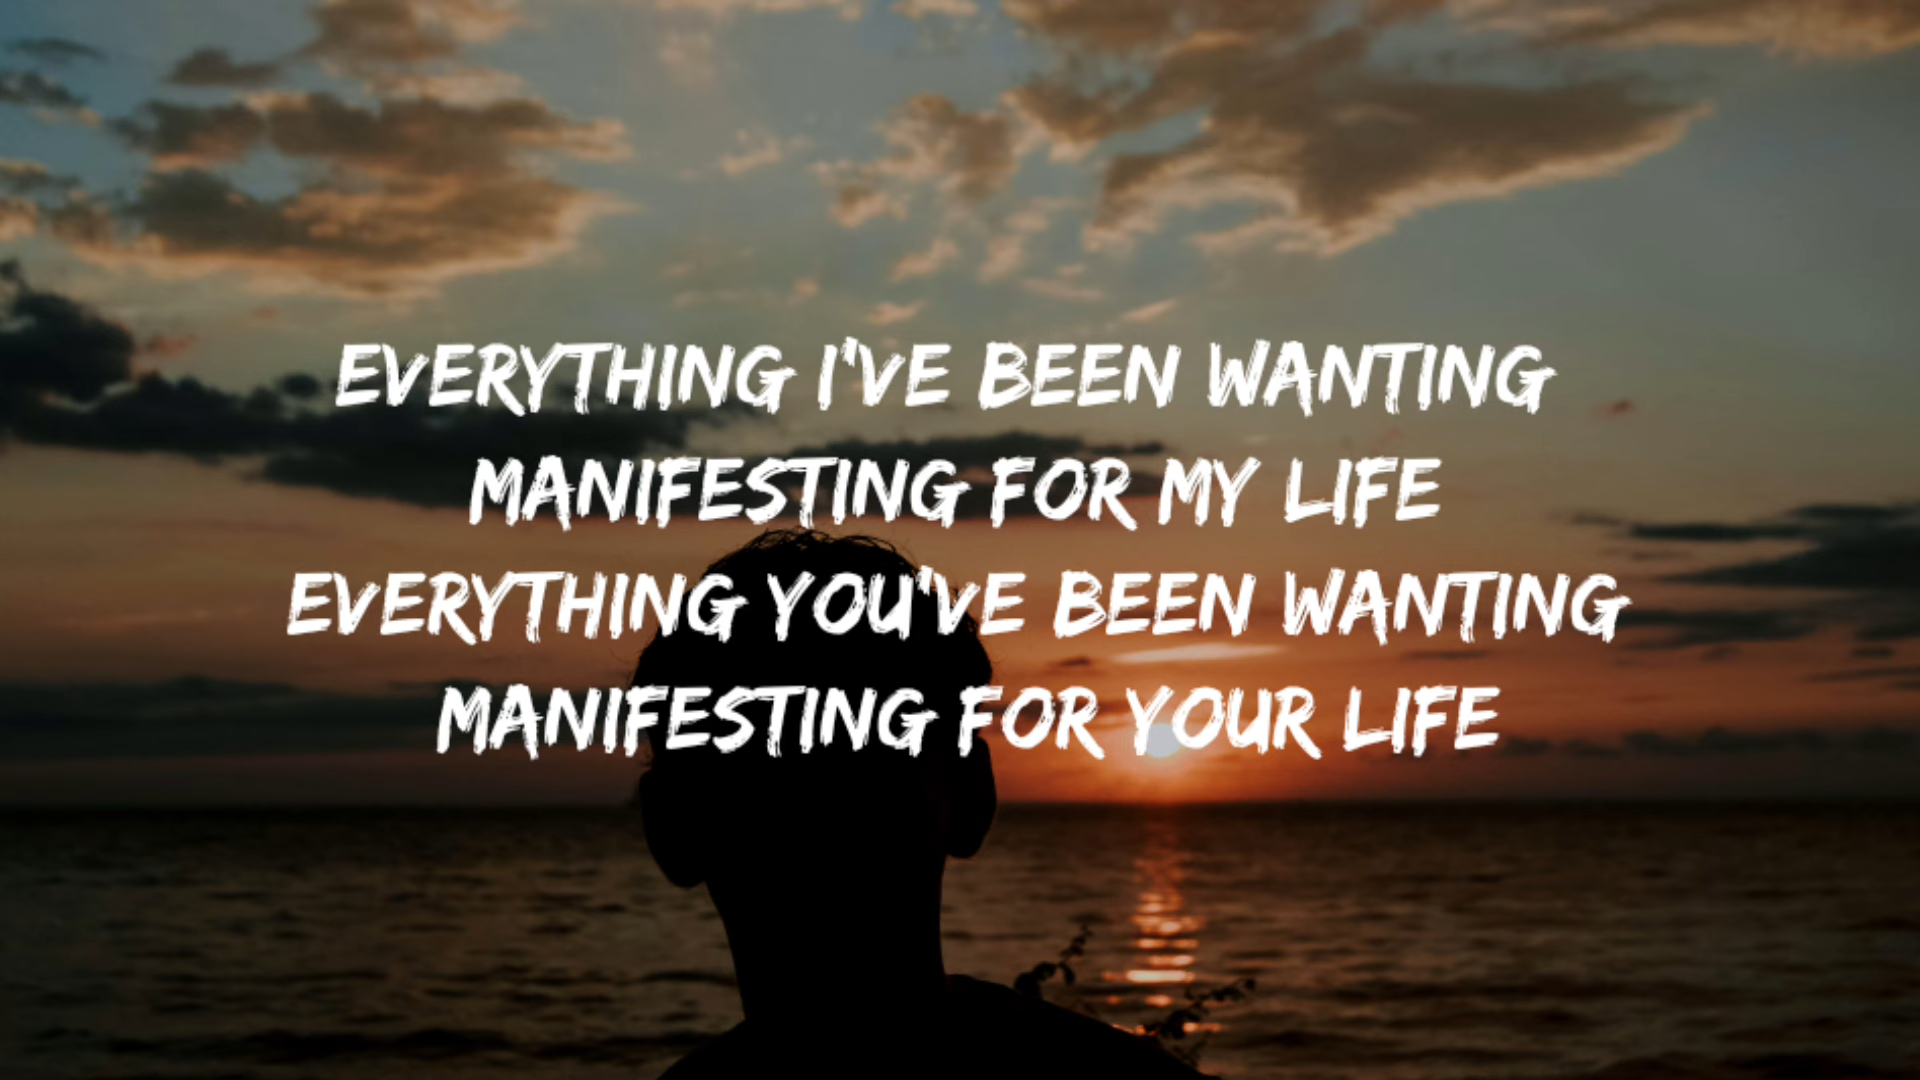 EVERYTHING I'VE BEEN WANTING
MANIFESTING FOR MY LIFE
EVERYTHING YOU'VE BEEN WANTING
MANIFESTING FOR YOUR LIFE